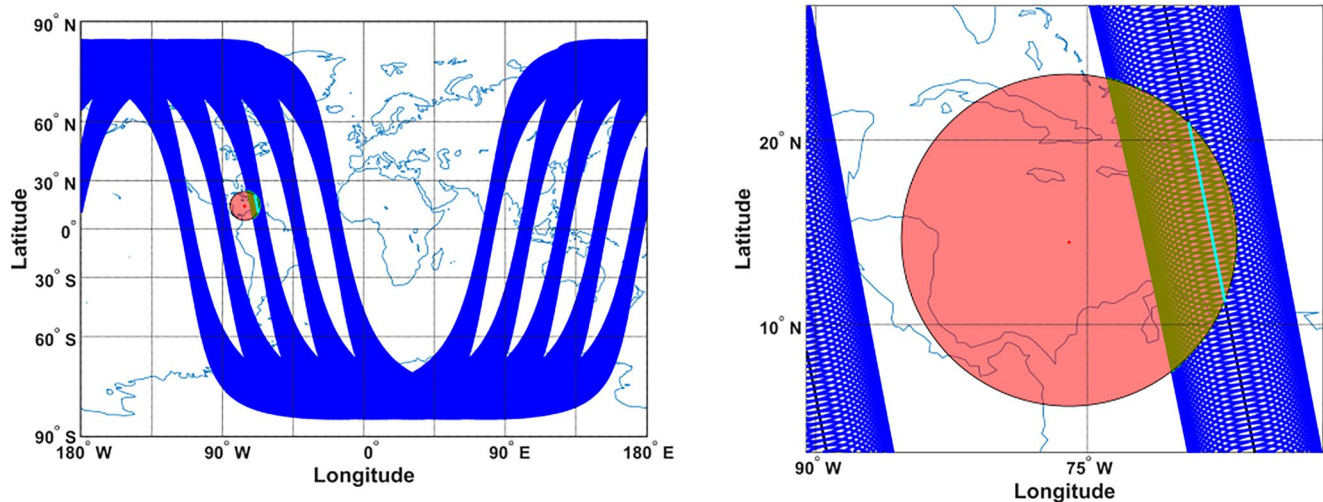 90° N
60° N
30° N
0°
30° S
60° S
90° S
Latitude
180° W
90° W
0°
90° E
180° E
Longitude
20° N
10° N
Latitude
90° W
75° W
Longitude